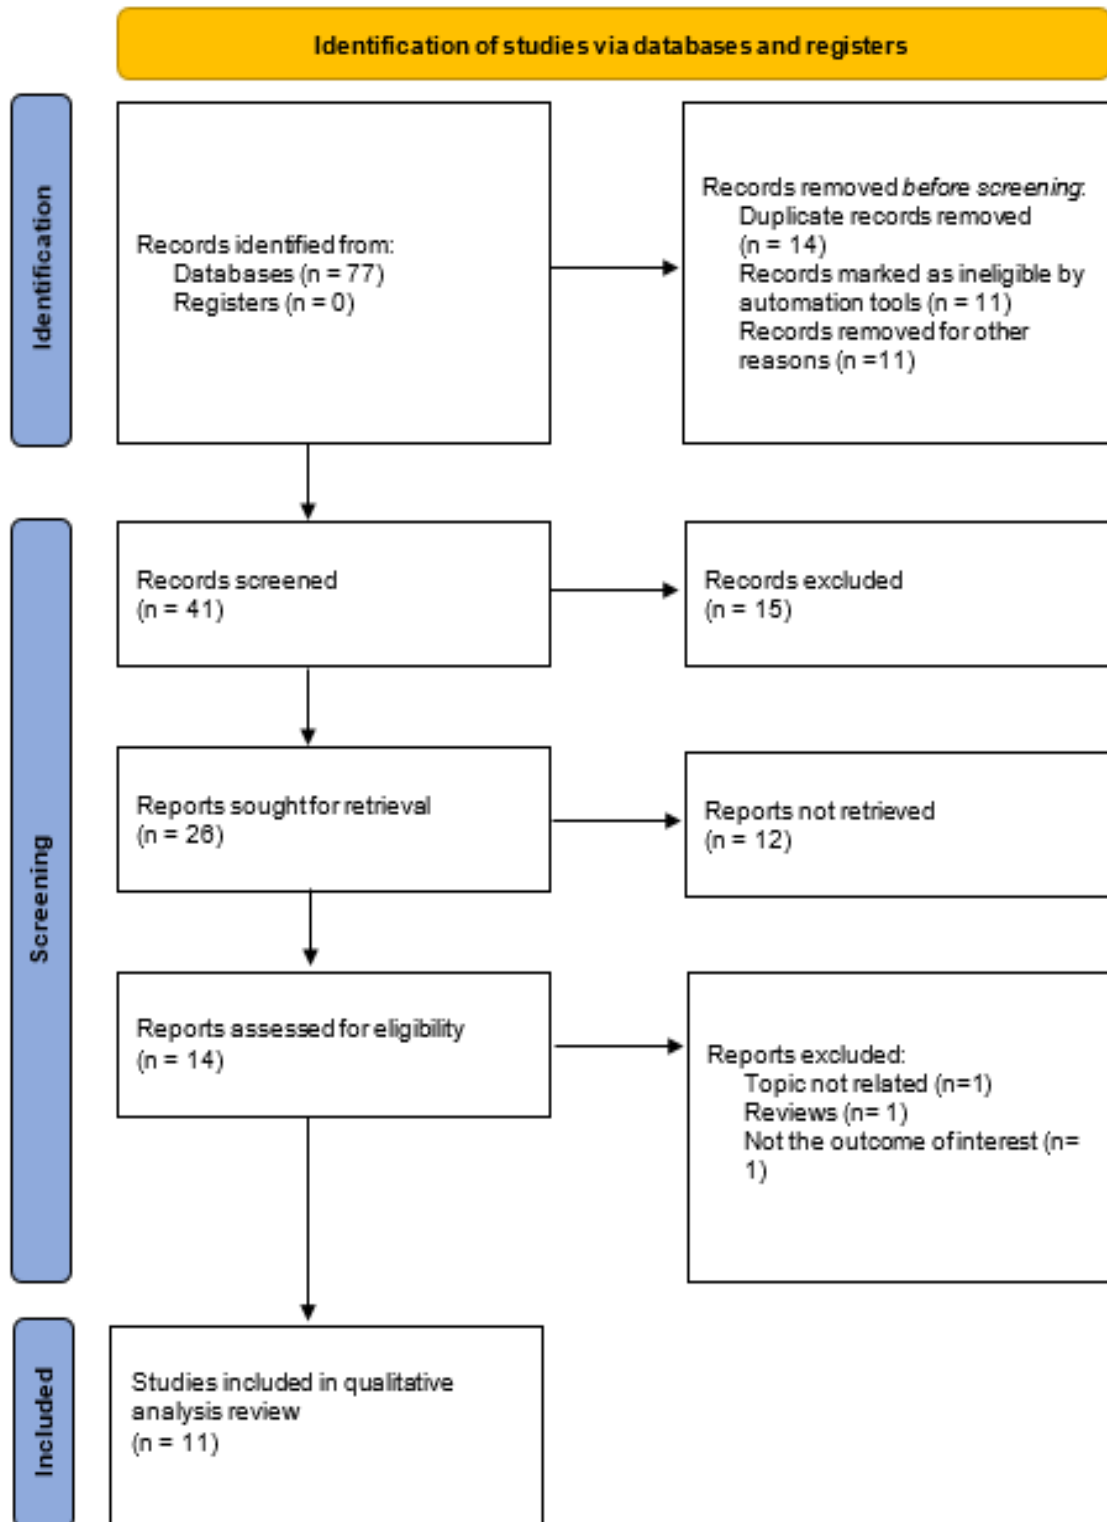 Identification of studies via databases and registers
Identification
Records identified from:
Databases (n = 77)
Registers (n = 0)
Records removed before screening:
Duplicate records removed
(n = 14)
Records marked as ineligible by
automation tools (n = 11)
Records removed for other
reasons (n =11)
Screening
Records screened
(n = 41)
Records excluded
(n = 15)
Reports sought for retrieval
(n = 26)
Reports not retrieved
(n = 12)
Reports assessed for eligibility
(n = 14)
Reports excluded:
Topic not related (n=1)
Reviews (n= 1)
Not the outcome of interest (n=
1)
Included
Studies included in qualitative
analysis review
(n = 11)